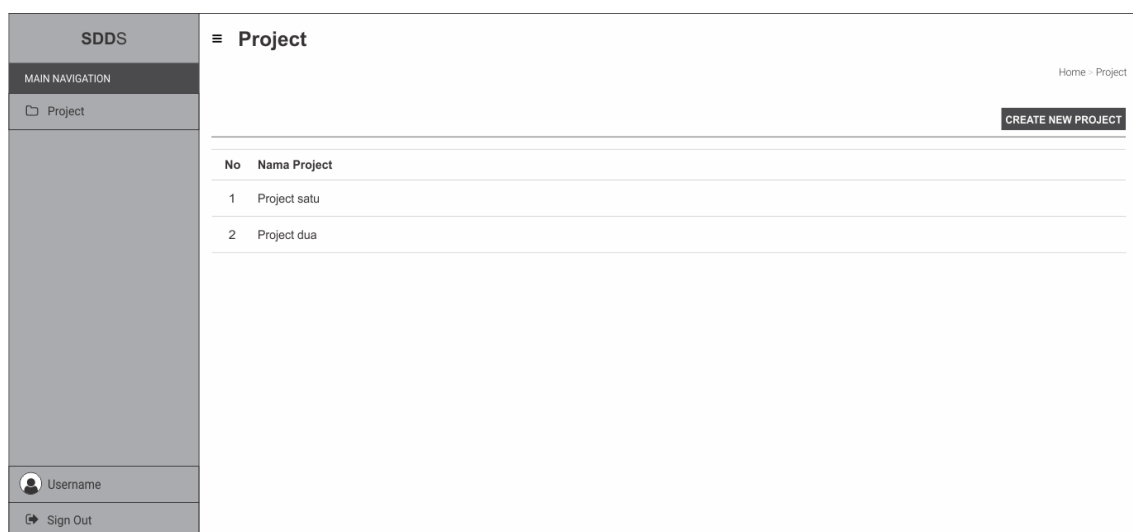 SDDS
MAIN NAVIGATION
Project
Username
Sign Out
Project
Home > Project
CREATE NEW PROJECT
No Nama Project
1 Project satu
2 Project dua